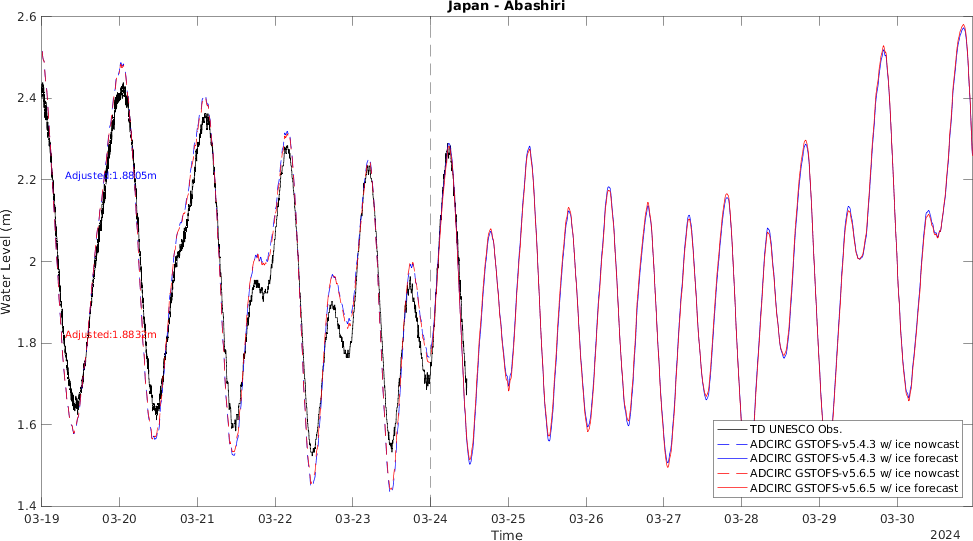 Japan - Abashiri
2.6
2.4
2.2
2
1.8
1.6
1.4
Water Level (m)
Adjusted:1.8805m
03-19 03-20 03-21 03-22 03-23 03-24 03-25 03-26 03-27 03-28 03-29 03-30
Time
2024
TD UNESCO Obs.
ADCIRC GSTOFS-v5.4.3 w/ ice nowcast
ADCIRC GSTOFS-v5.4.3 w/ ice forecast
ADCIRC GSTOFS-v5.6.5 w/ ice nowcast
ADCIRC GSTOFS-v5.6.5 w/ ice forecast